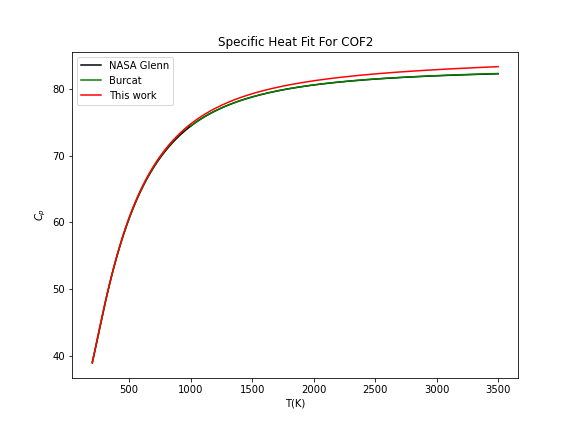 Specific Heat Fit For COF2
NASA Glenn
Burcat
This work
80
70
60
50
40
C_p
500 1000 1500 2000 2500 3000 3500
T(K)